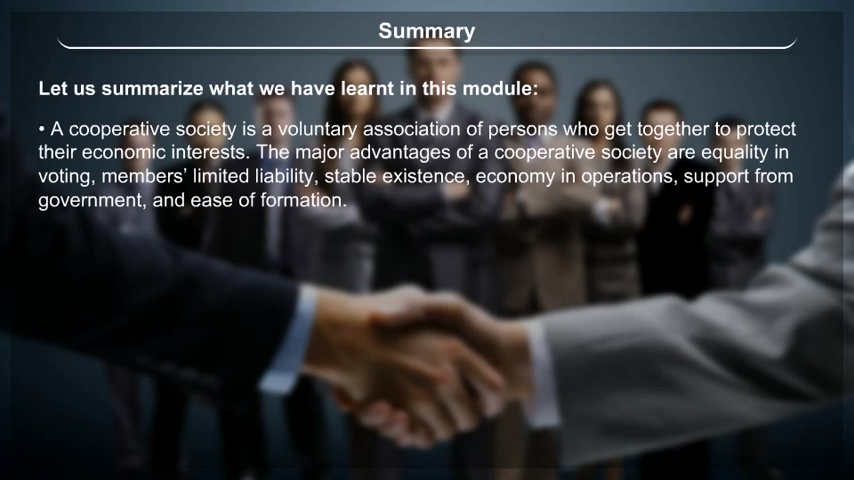 Summary
Let us summarize what we have learnt in this module:
• A cooperative society is a voluntary association of persons who get together to protect
their economic interests. The major advantages of a cooperative society are equality in
voting, members’ limited liability, stable existence, economy in operations, support from
government, and ease of formation.